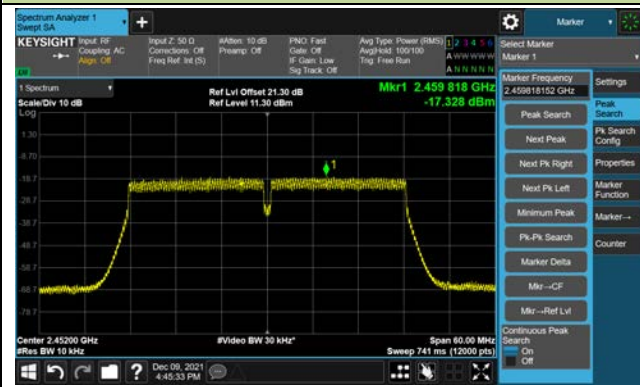 Spectrum Analyzer 1
Swept SA
Marker
KEYSIGHT
Input: RF
Coupling: AC
Align: Off
Input Z: 50 Ω
Corrections: Off
Freq Ref: Int (S)
#Atten: 10 dB
Preamp: Off
PNO: Fast
Gate: Off
IF Gain: Low
Sig Track: Off
Avg Type: Power (RMS)
Avg|Hold: 100/100
Trig: Free Run
1 2 3 4 5 6
A W W W W W
A N N N N N
Select Marker
Marker 1
1 Spectrum
Scale/Div 10 dB
Log
Ref Lvl Offset 21.30 dB
Ref Level 11.30 dBm
Mkr1 2.459 818 GHz
-17.328 dBm
1.30
-8.70
-18.7
-28.7
-38.7
-48.7
-58.7
-68.7
-78.7
1
Center 2.45200 GHz
#Res BW 10 kHz
#Video BW 30 kHz*
Span 60.00 MHz
Sweep 741 ms (12000 pts)
Marker Frequency
2.459818152 GHz
Peak Search
Next Peak
Next Pk Right
Next Pk Left
Minimum Peak
Pk-Pk Search
Marker Delta
Mkr→CF
Mkr→Ref Lvl
Continuous Peak
Search
On
Off
Settings
Peak
Search
Pk Search
Config
Properties
Marker
Function
Marker→
Counter
Dec 09, 2021
4:45:33 PM